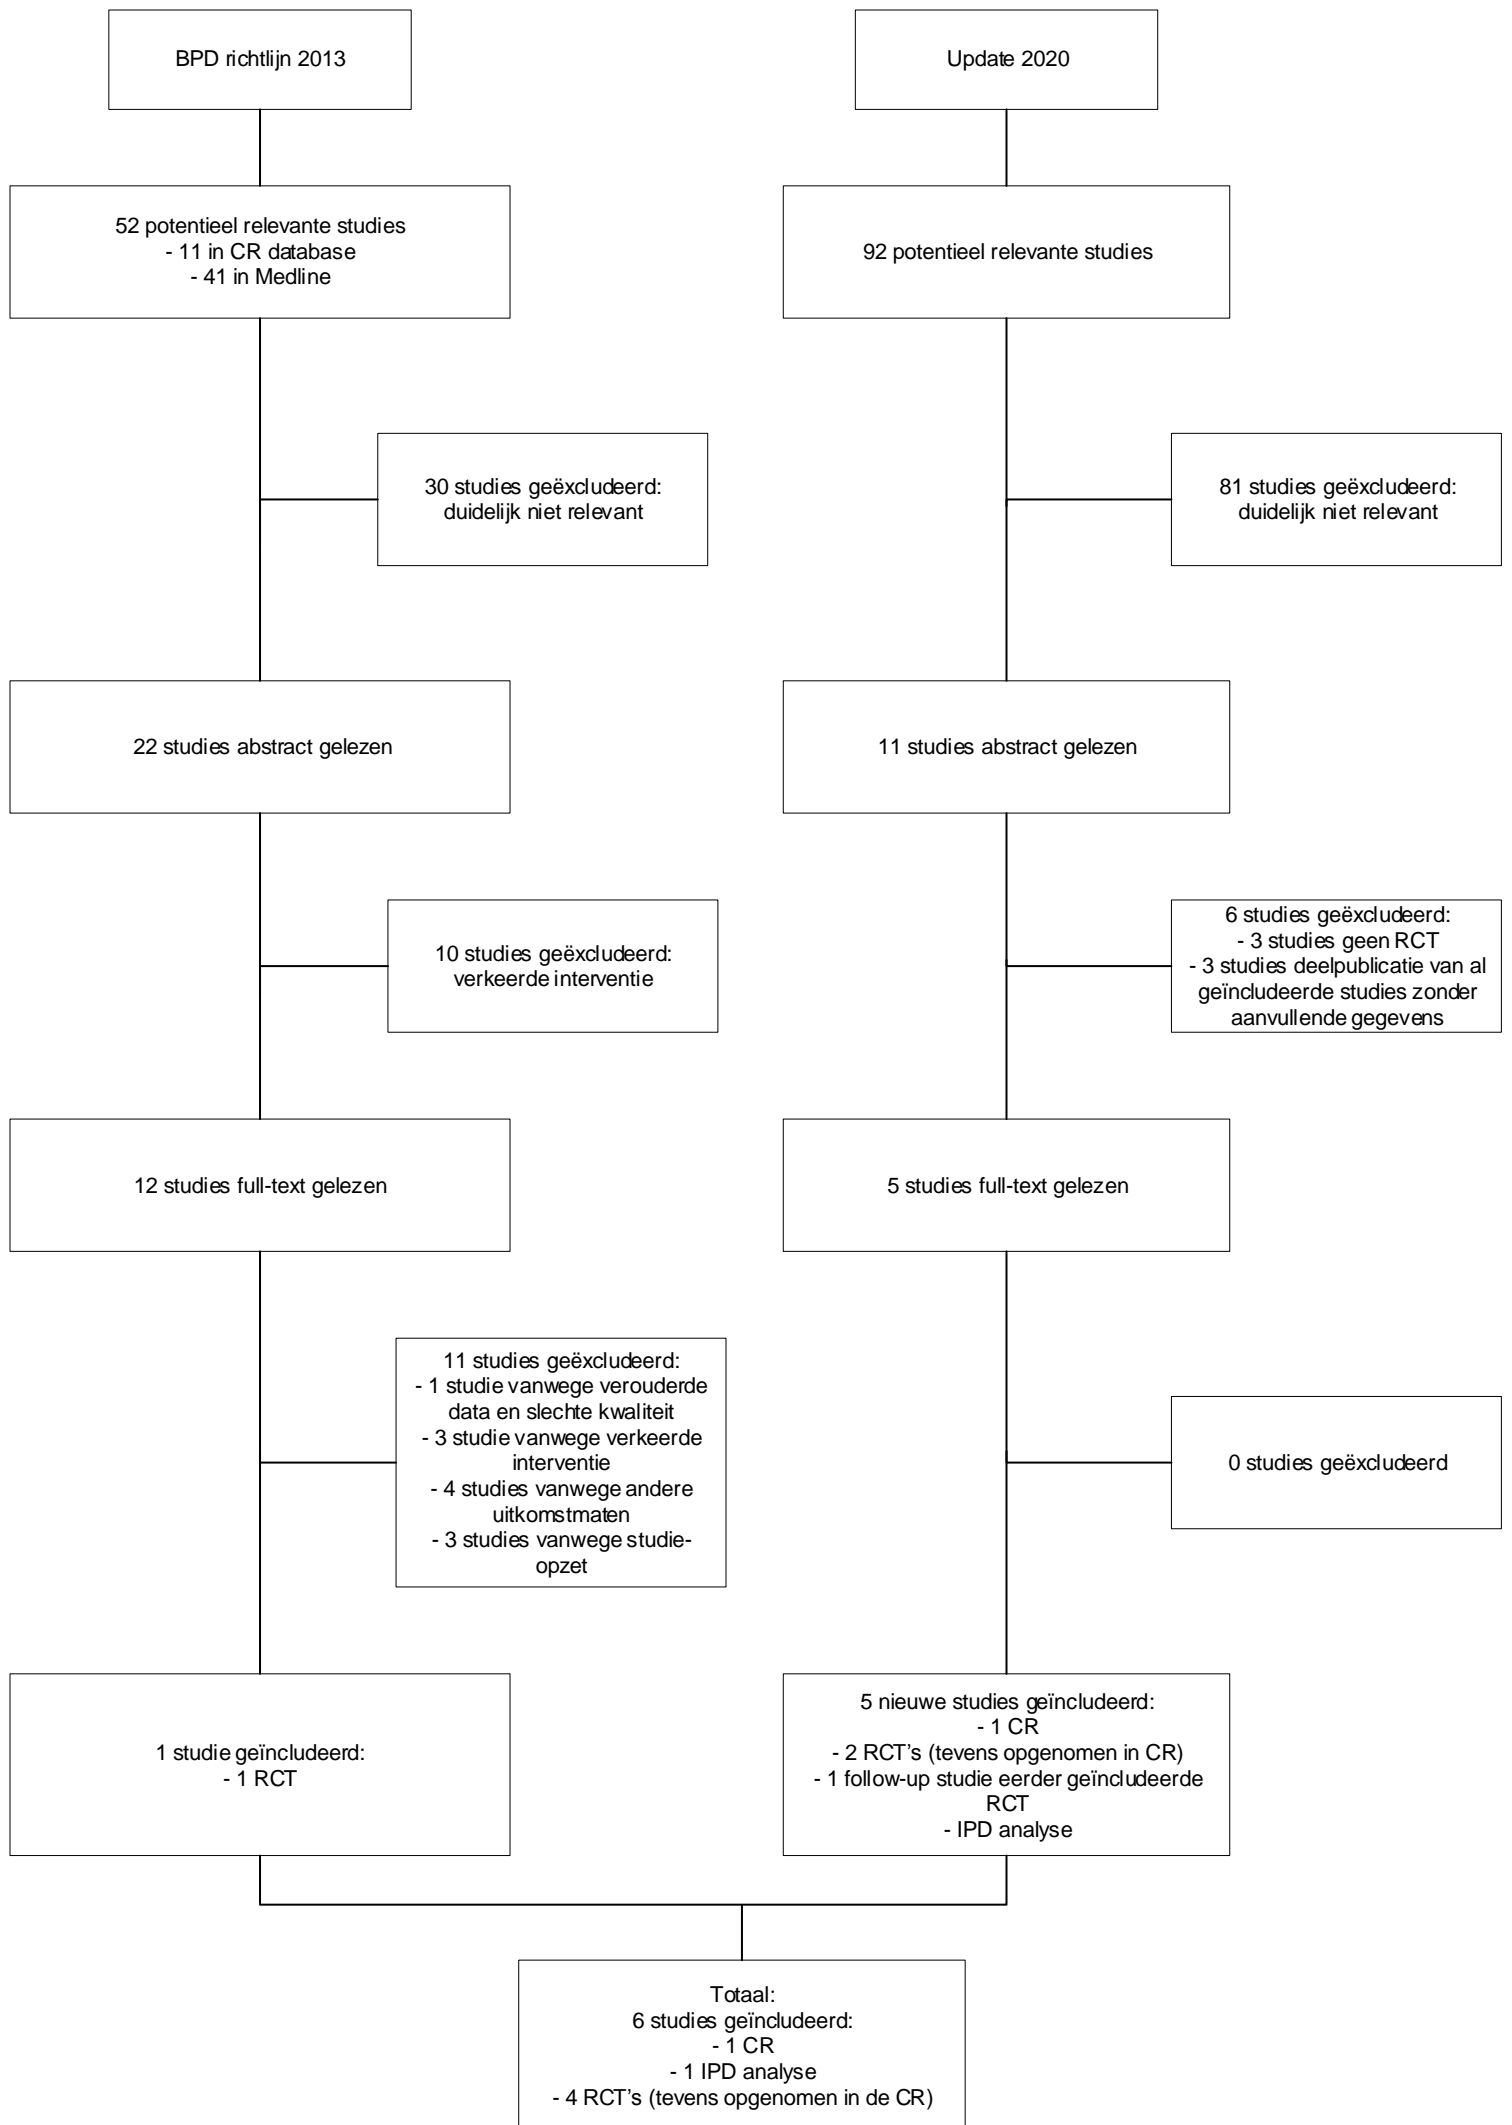 BPD richtlijn 2013
52 potentieel relevante studies
- 11 in CR database
- 41 in Medline
30 studies geëxcludeerd:
duidelijk niet relevant
22 studies abstract gelezen
10 studies geëxcludeerd:
verkeerde interventie
12 studies full-text gelezen
11 studies geëxcludeerd:
- 1 studie vanwege verouderde
data en slechte kwaliteit
- 3 studie vanwege verkeerde
interventie
- 4 studies vanwege andere
uitkomstmaten
- 3 studies vanwege studie-
opzet
1 studie geïncludeerd:
- 1 RCT
Update 2020
92 potentieel relevante studies
81 studies geëxcludeerd:
duidelijk niet relevant
11 studies abstract gelezen
6 studies geëxcludeerd:
- 3 studies geen RCT
- 3 studies deelpublicatie van al
geïncludeerde studies zonder
aanvullende gegevens
5 studies full-text gelezen
0 studies geëxcludeerd
5 nieuwe studies geïncludeerd:
- 1 CR
- 2 RCT's (tevens opgenomen in CR)
- 1 follow-up studie eerder geïncludeerde
RCT
- IPD analyse
Totaal:
6 studies geïncludeerd:
- 1 CR
- 1 IPD analyse
- 4 RCT's (tevens opgenomen in de CR)